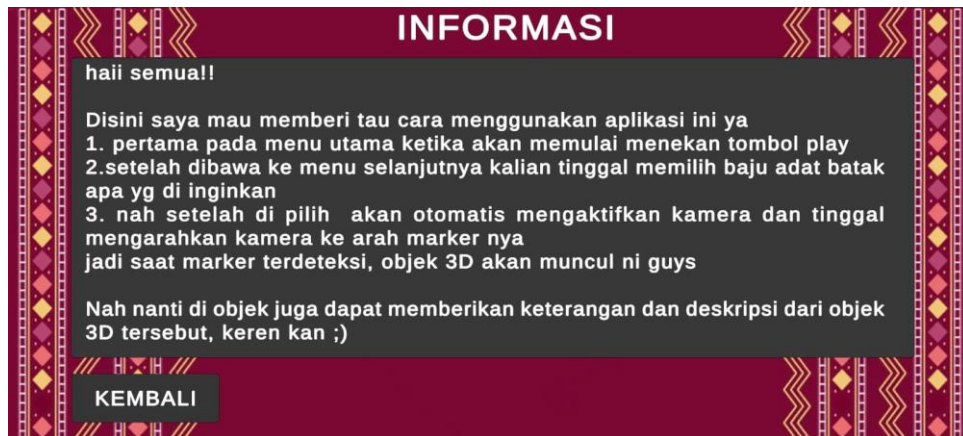 INFORMASI
haii semua!!
Disini saya mau memberi tau cara menggunakan aplikasi ini ya
1. pertama pada menu utama ketika akan memulai menekan tombol play
2.setelah dibawa ke menu selanjutnya kalian tinggal memilih baju adat batak
apa yg di inginkan
3. nah setelah di pilih akan otomatis mengaktifkan kamera dan tinggal
mengarahkan kamera ke arah marker nya
jadi saat marker terdeteksi, objek 3D akan muncul ni guys
Nah nanti di objek juga dapat memberikan keterangan dan deskripsi dari objek
3D tersebut, keren kan ;)
KEMBALI